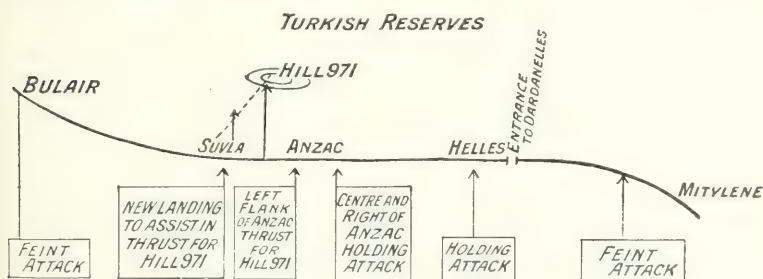 TURKISH RESERVES
HILL 971
BULAIR
SUVLA
ANZAC
HELLES
ENTRANCE
TO DARDANELLES
MITYLENE
FEINT
ATTACK
NEW LANDING
TO ASSIST IN
THRUST FOR
HILL 971
LEFT
FLANK
OF ANZAC
THRUST
FOR
HILL 971
CENTRE AND
RIGHT OF
ANZAC
HOLDING
ATTACK
HOLDING
ATTACK
FEINT
ATTACK